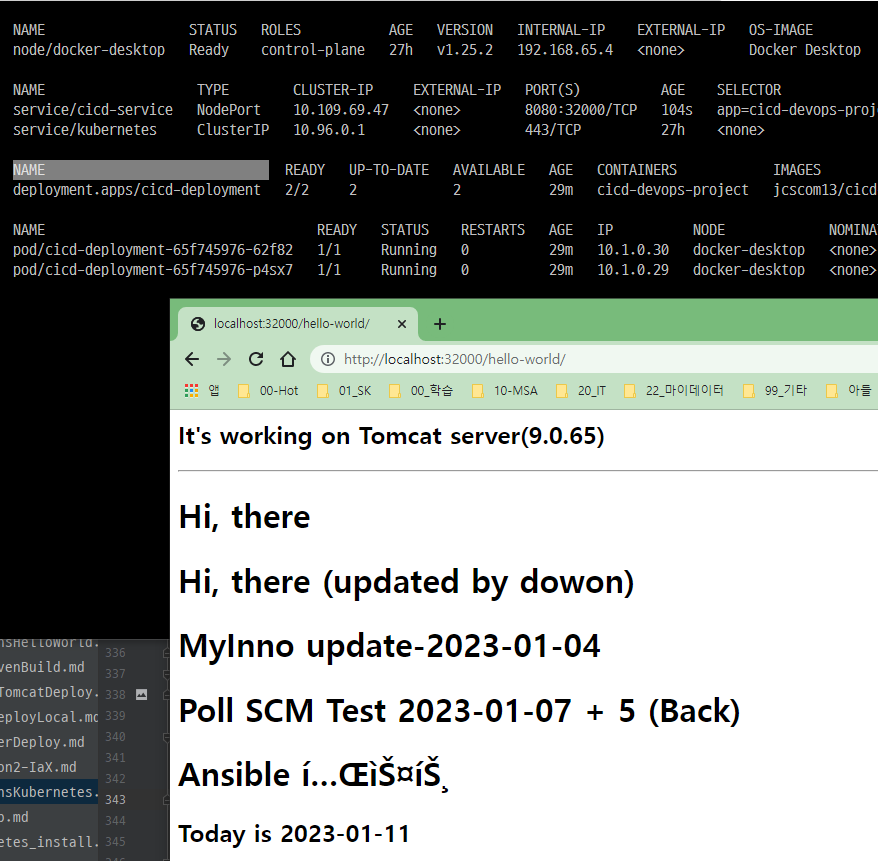 NAME STATUS ROLES AGE VERSION INTERNAL-IP EXTERNAL-IP OS-IMAGE
node/docker-desktop Ready control-plane 27h v1.25.2 192.168.65.4 <none> Docker Desktop
NAME TYPE CLUSTER-IP EXTERNAL-IP PORT(S) AGE SELECTOR
service/cicd-service NodePort 10.109.69.47 <none> 8080:32000/TCP 104s app=cicd-devops-proj
service/kubernetes ClusterIP 10.96.0.1 <none> 443/TCP 27h <none>
NAME READY UP-TO-DATE AVAILABLE AGE CONTAINERS IMAGES
deployment.apps/cicd-deployment 2/2 2 2 29m cicd-devops-project jcscom13/cicd
NAME READY STATUS RESTARTS AGE IP NODE NOMINA
pod/cicd-deployment-65f745976-62f82 1/1 Running 0 29m 10.1.0.30 docker-desktop <none>
pod/cicd-deployment-65f745976-p4sx7 1/1 Running 0 29m 10.1.0.29 docker-desktop <none>
localhost:32000/hello-world/
http://localhost:32000/hello-world/
앱 00-Hot 01_SK 00_학습 10-MSA 20_IT 22_마이데이터 99_기타 아들
It's working on Tomcat server(9.0.65)
Hi, there
Hi, there (updated by dowon)
MyInno update-2023-01-04
Poll SCM Test 2023-01-07 + 5 (Back)
Ansible í…ŒìŠ¤íŠ¸
Today is 2023-01-11
nsHelloWorld. 336
venBuild.md 337
TomcatDeploy. 338
eployLocal.md 339
erDeploy.md 340
341
on2-IaX.md 342
nsKubernetes. 343
o.md 344
etes_install. 345